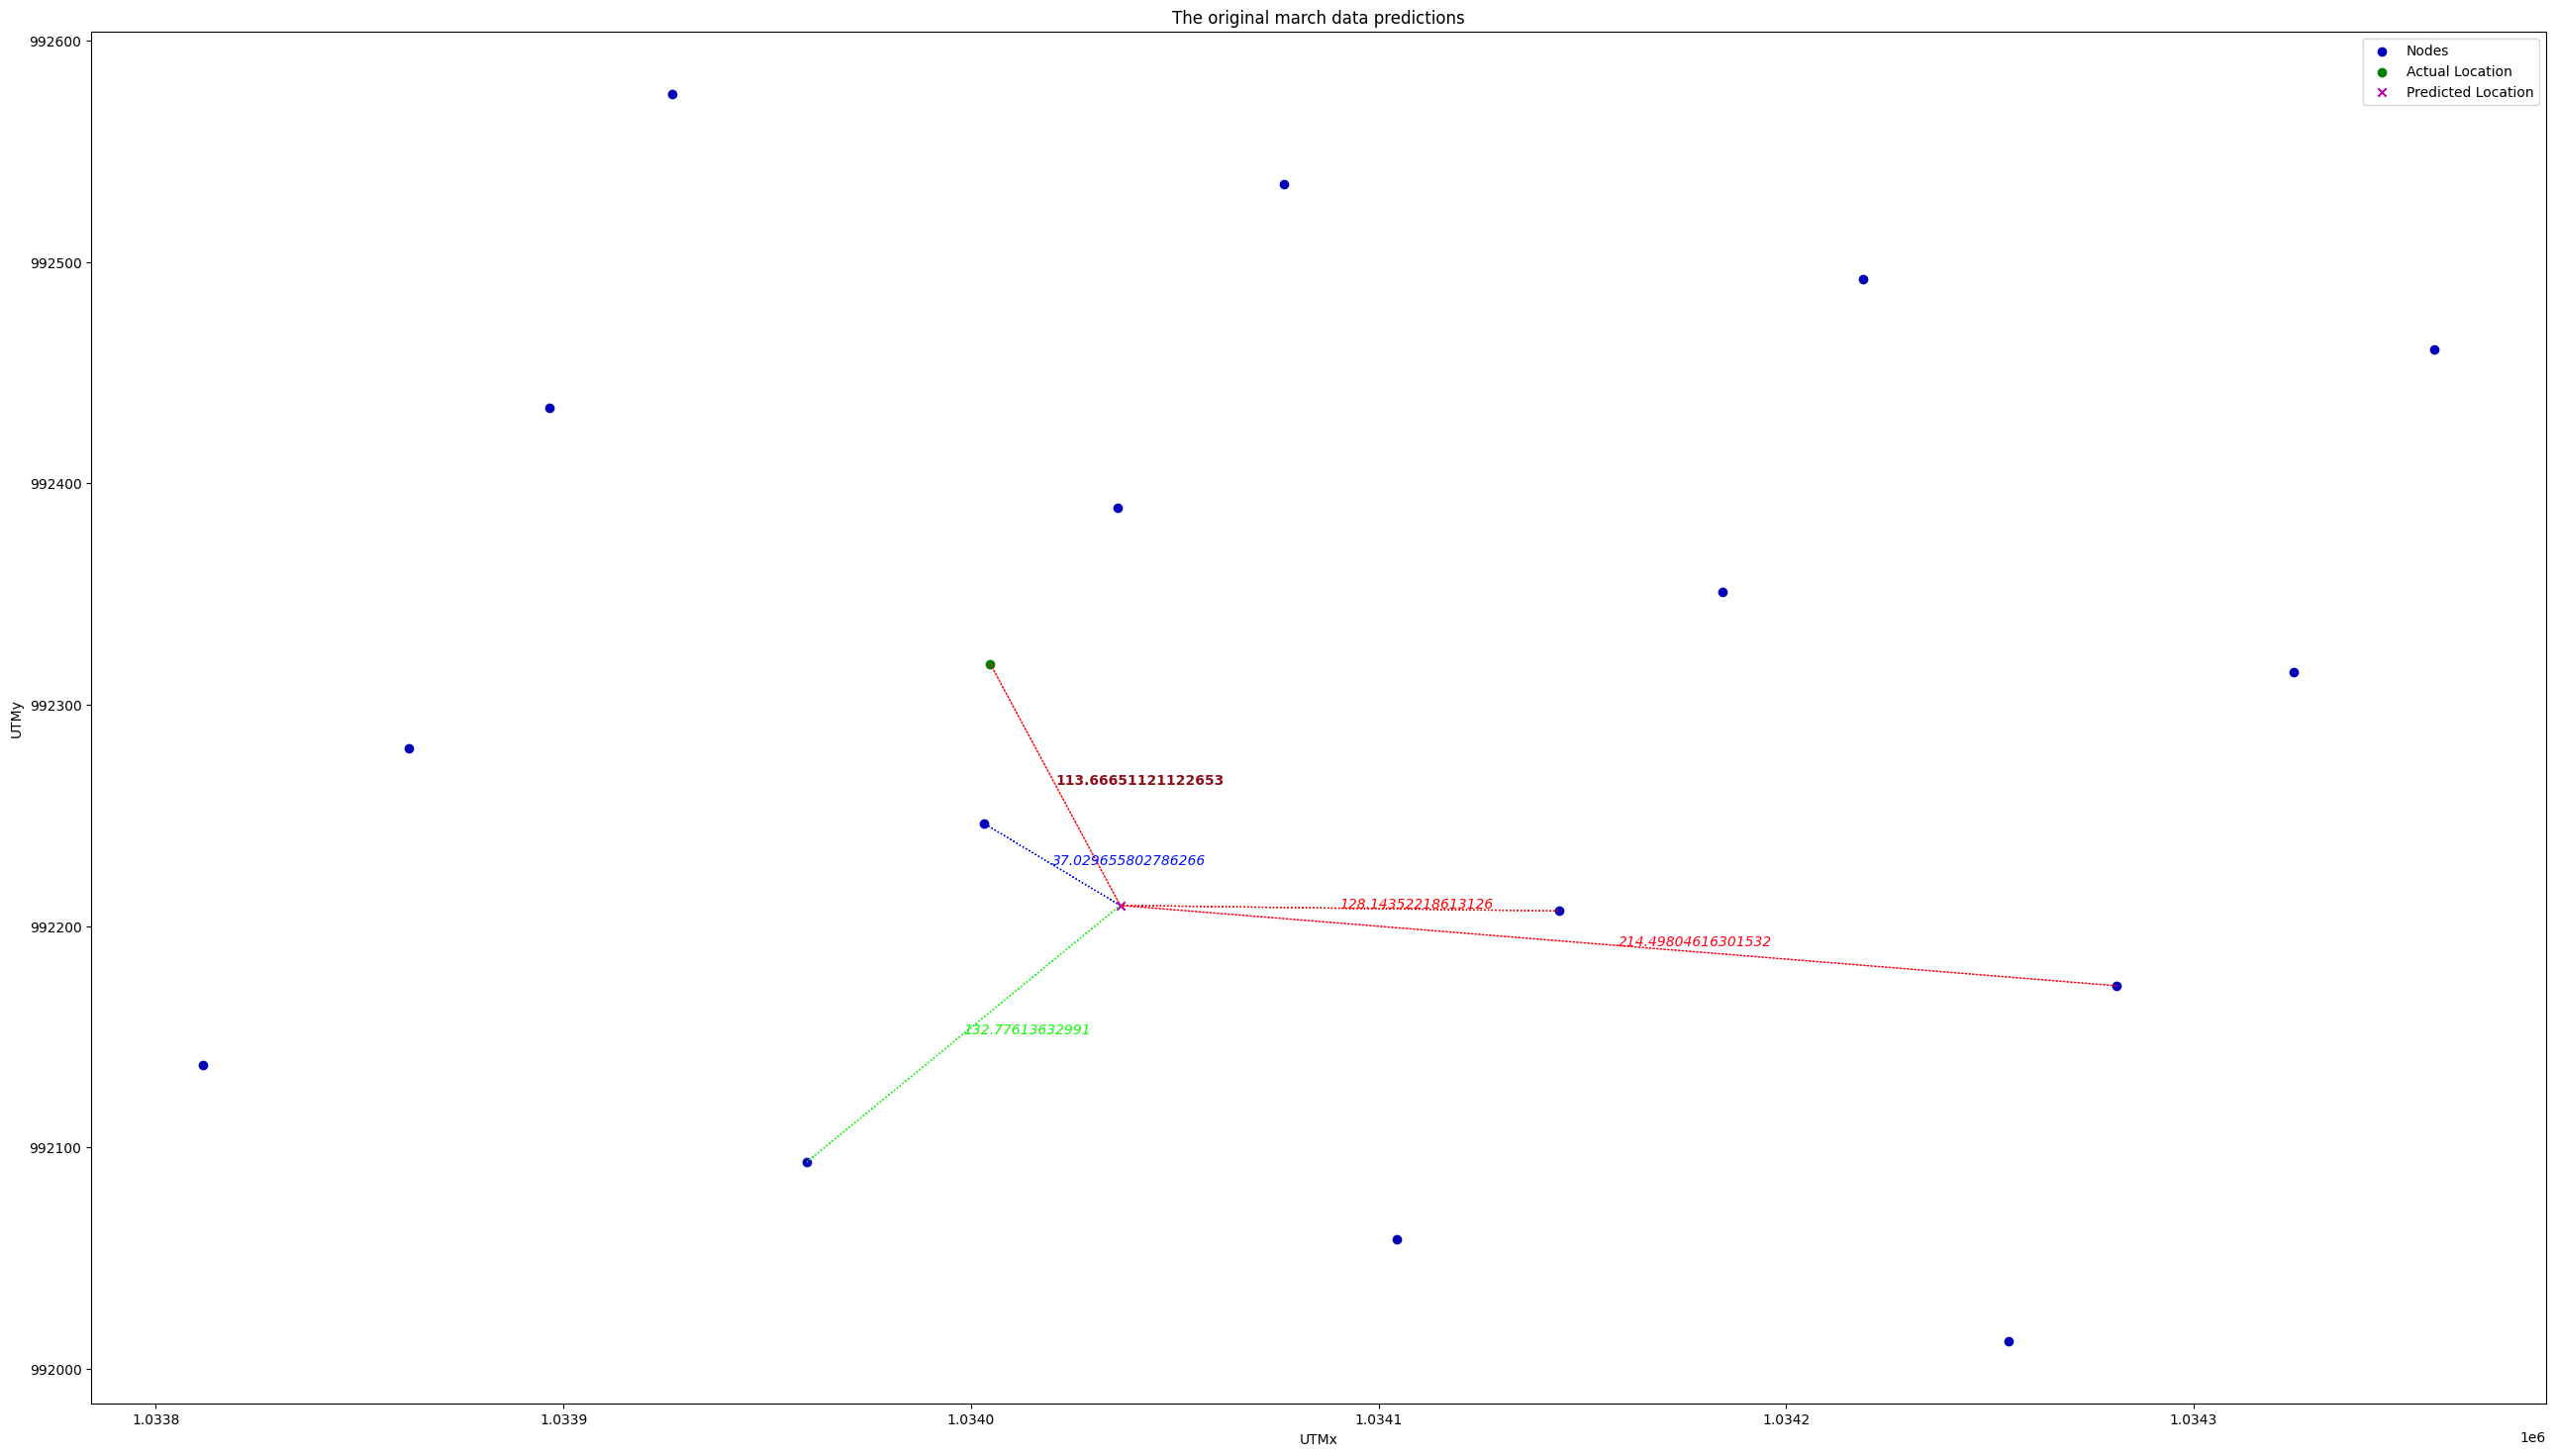 The original march data predictions
Nodes
Actual Location
Predicted Location
992600
992500
992400
992300
992200
992100
992000
UTMy
113.66651121122653
37.029655802786266
128.14352218613126
214.49804616301532
132.77613632991
1.0338
1.0339
1.0340
1.0341
1.0342
1.0343
UTMx
1e6